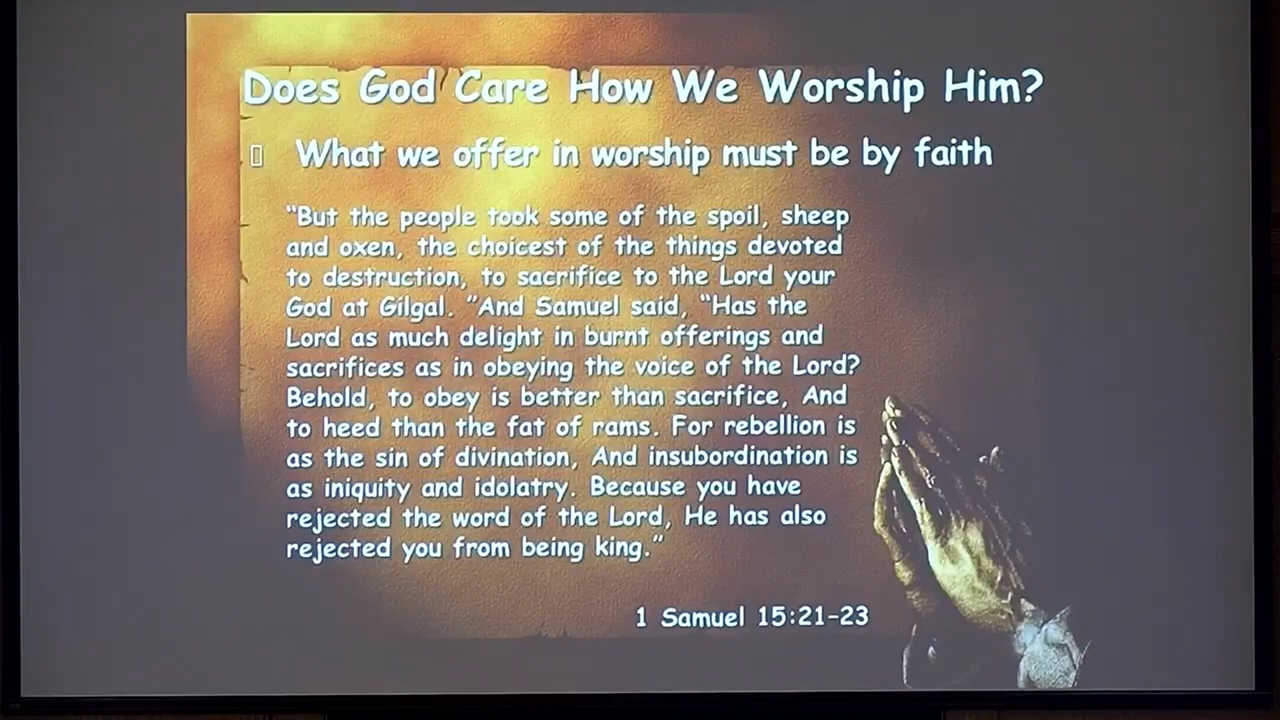 Does God Care How We Worship Him?
What we offer in worship must be by faith
“But the people took some of the spoil, sheep
and oxen, the choicest of the things devoted
to destruction, to sacrifice to the Lord your
God at Gilgal. ”And Samuel said, “Has the
Lord as much delight in burnt offerings and
sacrifices as in obeying the voice of the Lord?
Behold, to obey is better than sacrifice, And
to heed than the fat of rams. For rebellion is
as the sin of divination, And insubordination is
as iniquity and idolatry. Because you have
rejected the word of the Lord, He has also
rejected you from being king.”
1 Samuel 15:21–23